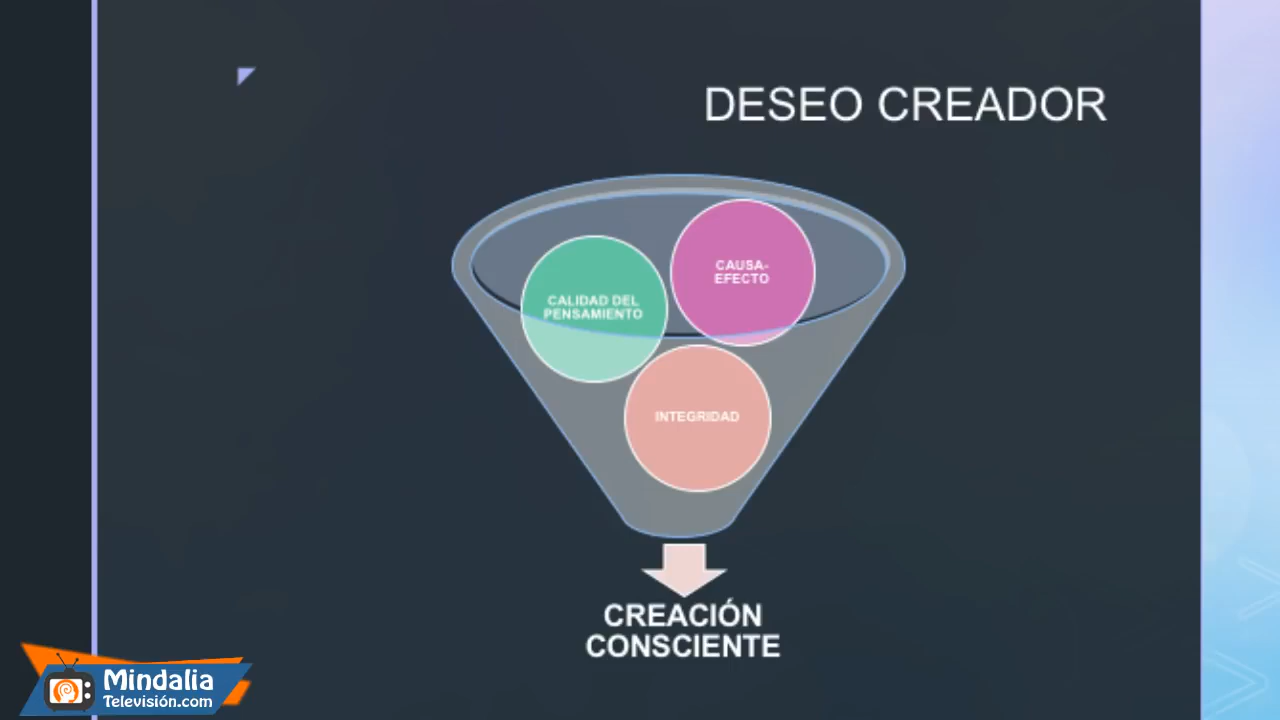 DESEO CREADOR
CAUSA-
EFECTO
CALIDAD DEL
PENSAMIENTO
INTEGRIDAD
CREACIÓN
CONSCIENTE
Mindalia
Televisión.com